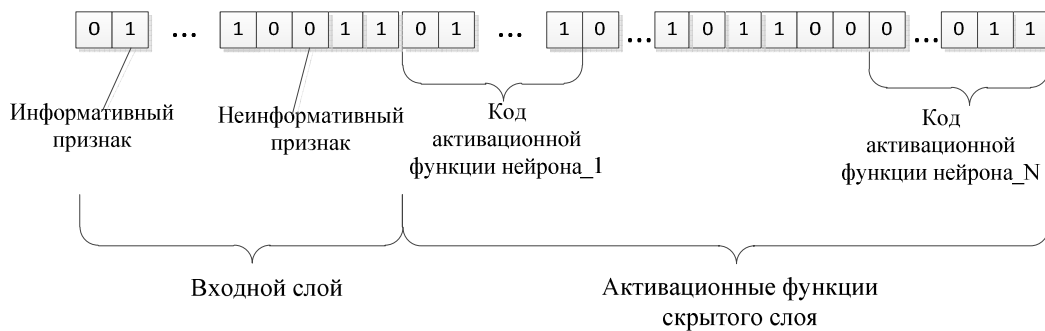 0 1 ... 1 0 0 1 1 0 1 ... 1 0 ... 1 0 1 1 0 0 0 0 ... 0 1 1
Информативный
признак
Неинформативный
признак
Код
активационной
функции нейрона_1
Код
активационной
функции нейрона_N
Входной слой
Активационные функции
скрытого слоя